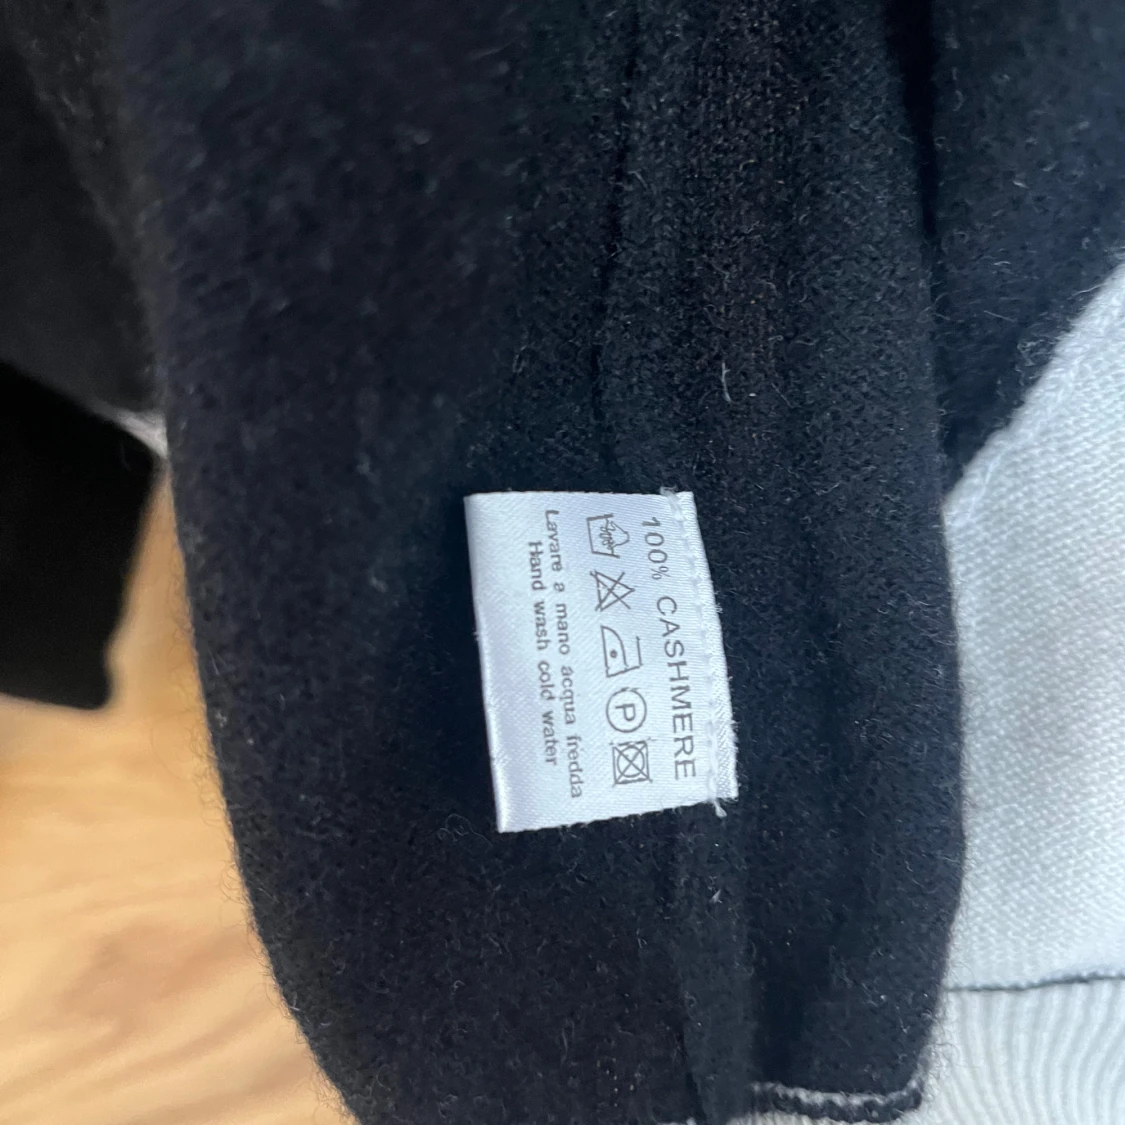 100% CASHMERE
P
Lavare a mano acqua fredda
Hand wash cold water